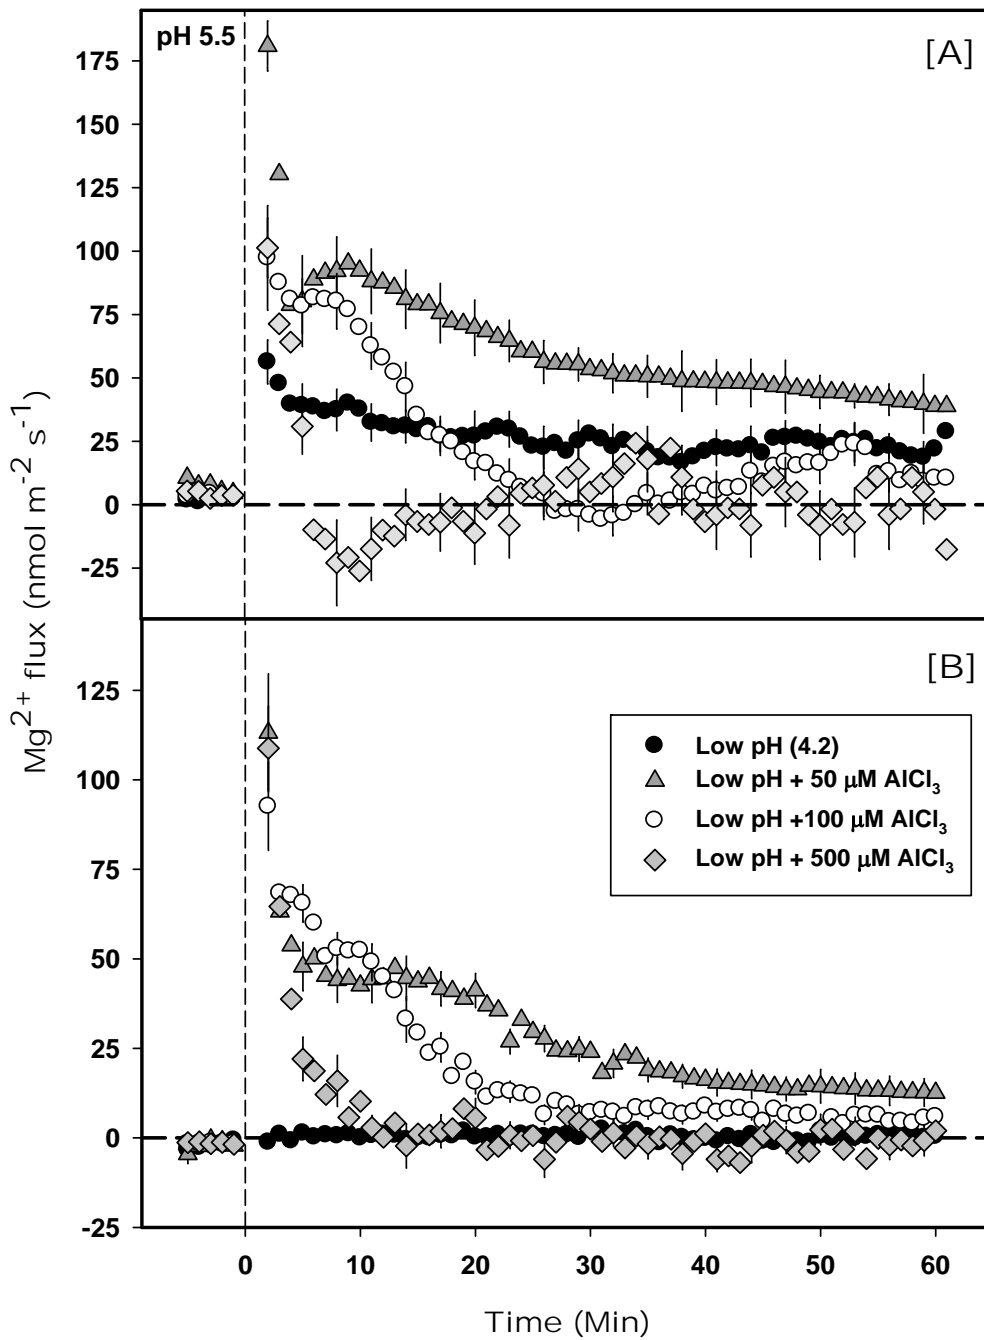 pH 5.5
[A]
175
150
125
100
75
50
25
0
-25
Mg2+ flux (nmol m-2 s-1)
[B]
125
100
75
50
25
0
-25
Low pH (4.2)
Low pH + 50 µM AlCl3
Low pH +100 µM AlCl3
Low pH + 500 µM AlCl3
0 10 20 30 40 50 60
Time (Min)